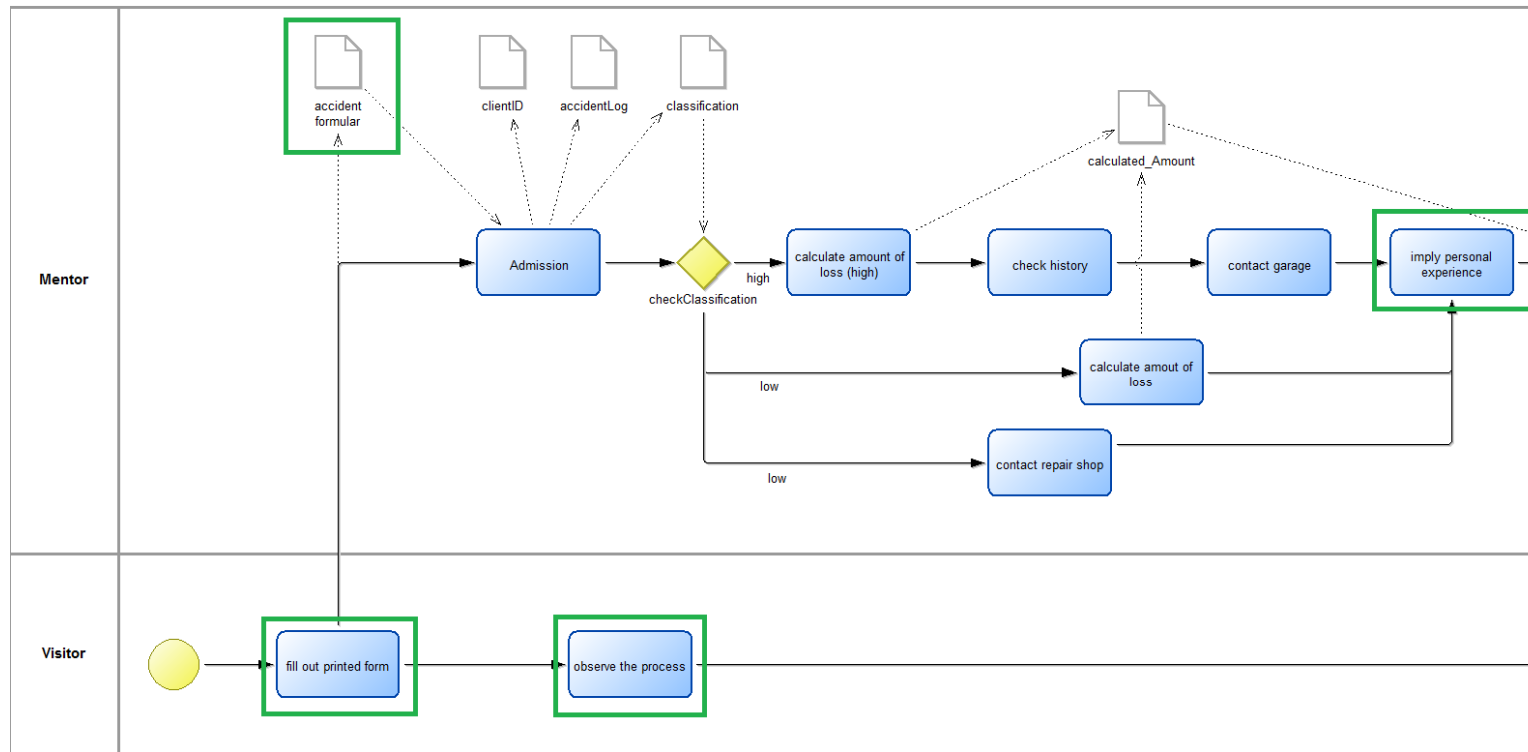 accident
formular
clientID
accidentLog
classification
calculated_Amount
Mentor
Admission
checkClassification
high
calculate amount of
loss (high)
check history
contact garage
imply personal
experience
low
calculate amout of
loss
low
contact repair shop
Visitor
fill out printed form
observe the process